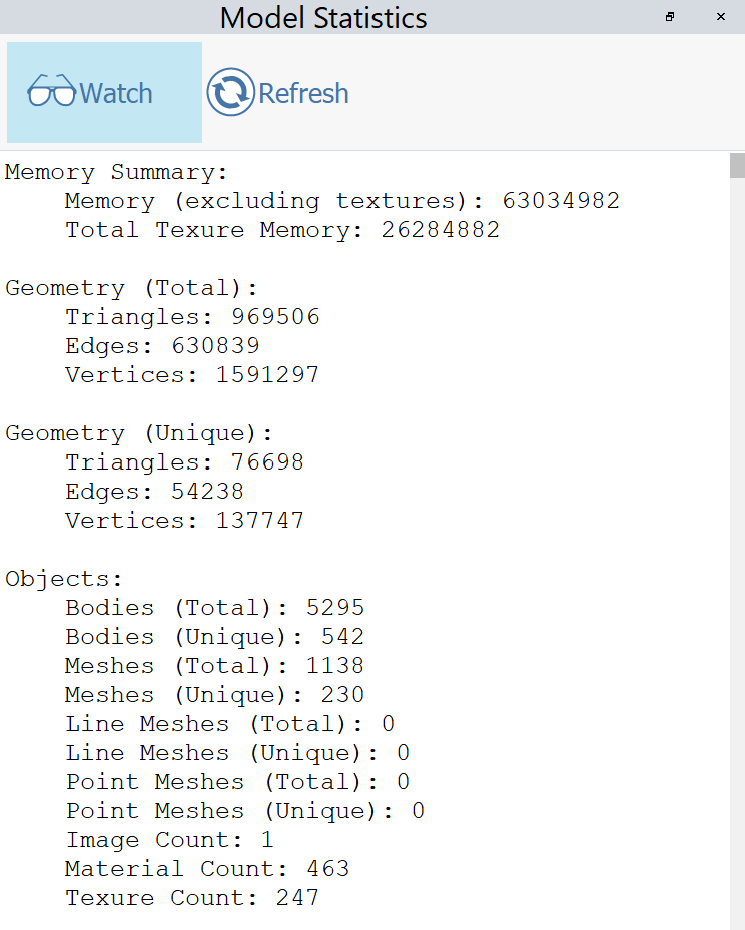 Model Statistics
Watch Refresh
Memory Summary:
Memory (excluding textures): 63034982
Total Texure Memory: 26284882
Geometry (Total):
Triangles: 969506
Edges: 630839
Vertices: 1591297
Geometry (Unique):
Triangles: 76698
Edges: 54238
Vertices: 137747
Objects:
Bodies (Total): 5295
Bodies (Unique): 542
Meshes (Total): 1138
Meshes (Unique): 230
Line Meshes (Total): 0
Line Meshes (Unique): 0
Point Meshes (Total): 0
Point Meshes (Unique): 0
Image Count: 1
Material Count: 463
Texure Count: 247